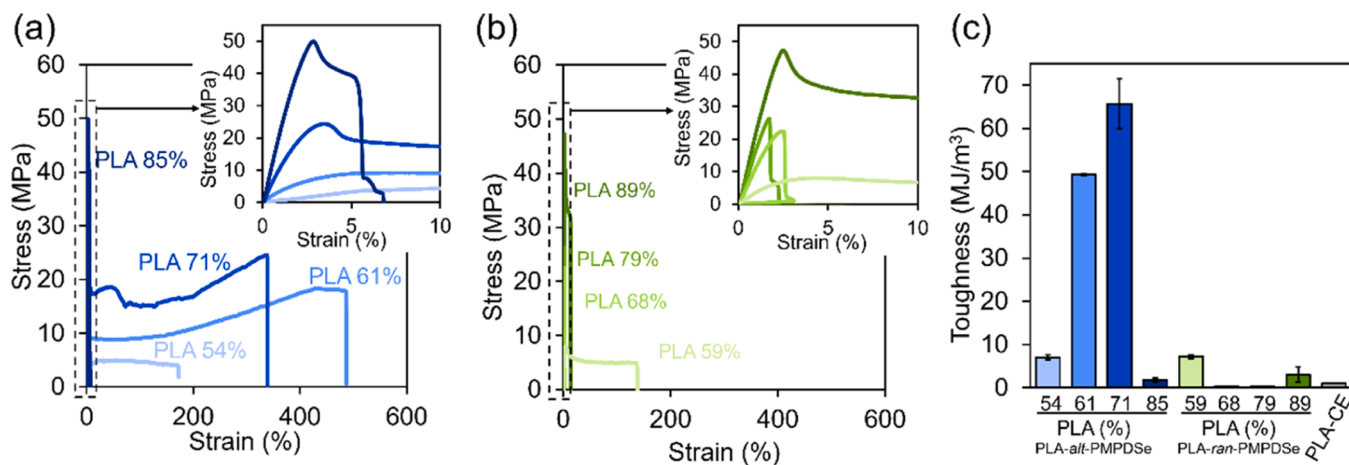 (a)
Stress (MPa)
60
50
40
30
20
10
0
0
200
400
600
Strain (%)
PLA 85%
PLA 71%
PLA 61%
PLA 54%
Stress (MPa)
50
40
30
20
10
0
0
5
10
Strain (%)
(b)
Stress (MPa)
60
50
40
30
20
10
0
0
200
400
600
Strain (%)
PLA 89%
PLA 79%
PLA 68%
PLA 59%
Stress (MPa)
50
40
30
20
10
0
0
5
10
Strain (%)
(c)
Toughness (MJ/m³)
70
60
50
40
30
20
10
0
54 61 71 85 59 68 79 89 PLA-CE
PLA (%) PLA (%)
PLA-alt-PMPDSe PLA-ran-PMPDSe